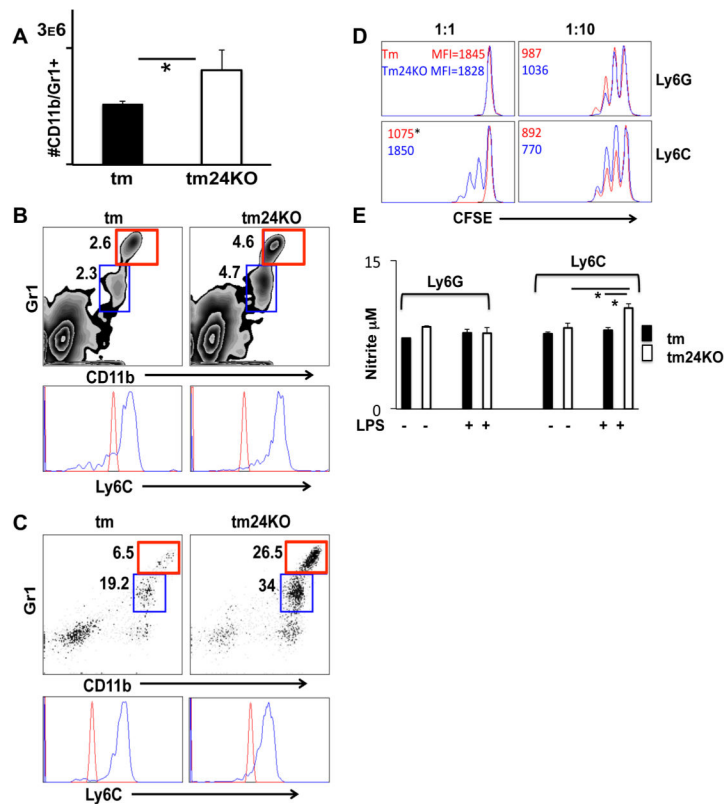 A
3E6
#CD11b/Gr1+
*
tm
tm24KO
B
tm
tm24KO
Gr1
2.6
2.3
4.6
4.7
CD11b
Ly6C
C
tm
tm24KO
Gr1
6.5
19.2
26.5
34
CD11b
Ly6C
D
1:1
1:10
Tm MFI=1845
Tm24KO MFI=1828
987
1036
Ly6G
1075*
1850
892
770
Ly6C
CFSE
E
15
Nitrite µM
0
Ly6G
Ly6C
*
*
tm
tm24KO
LPS - - + + - - + +